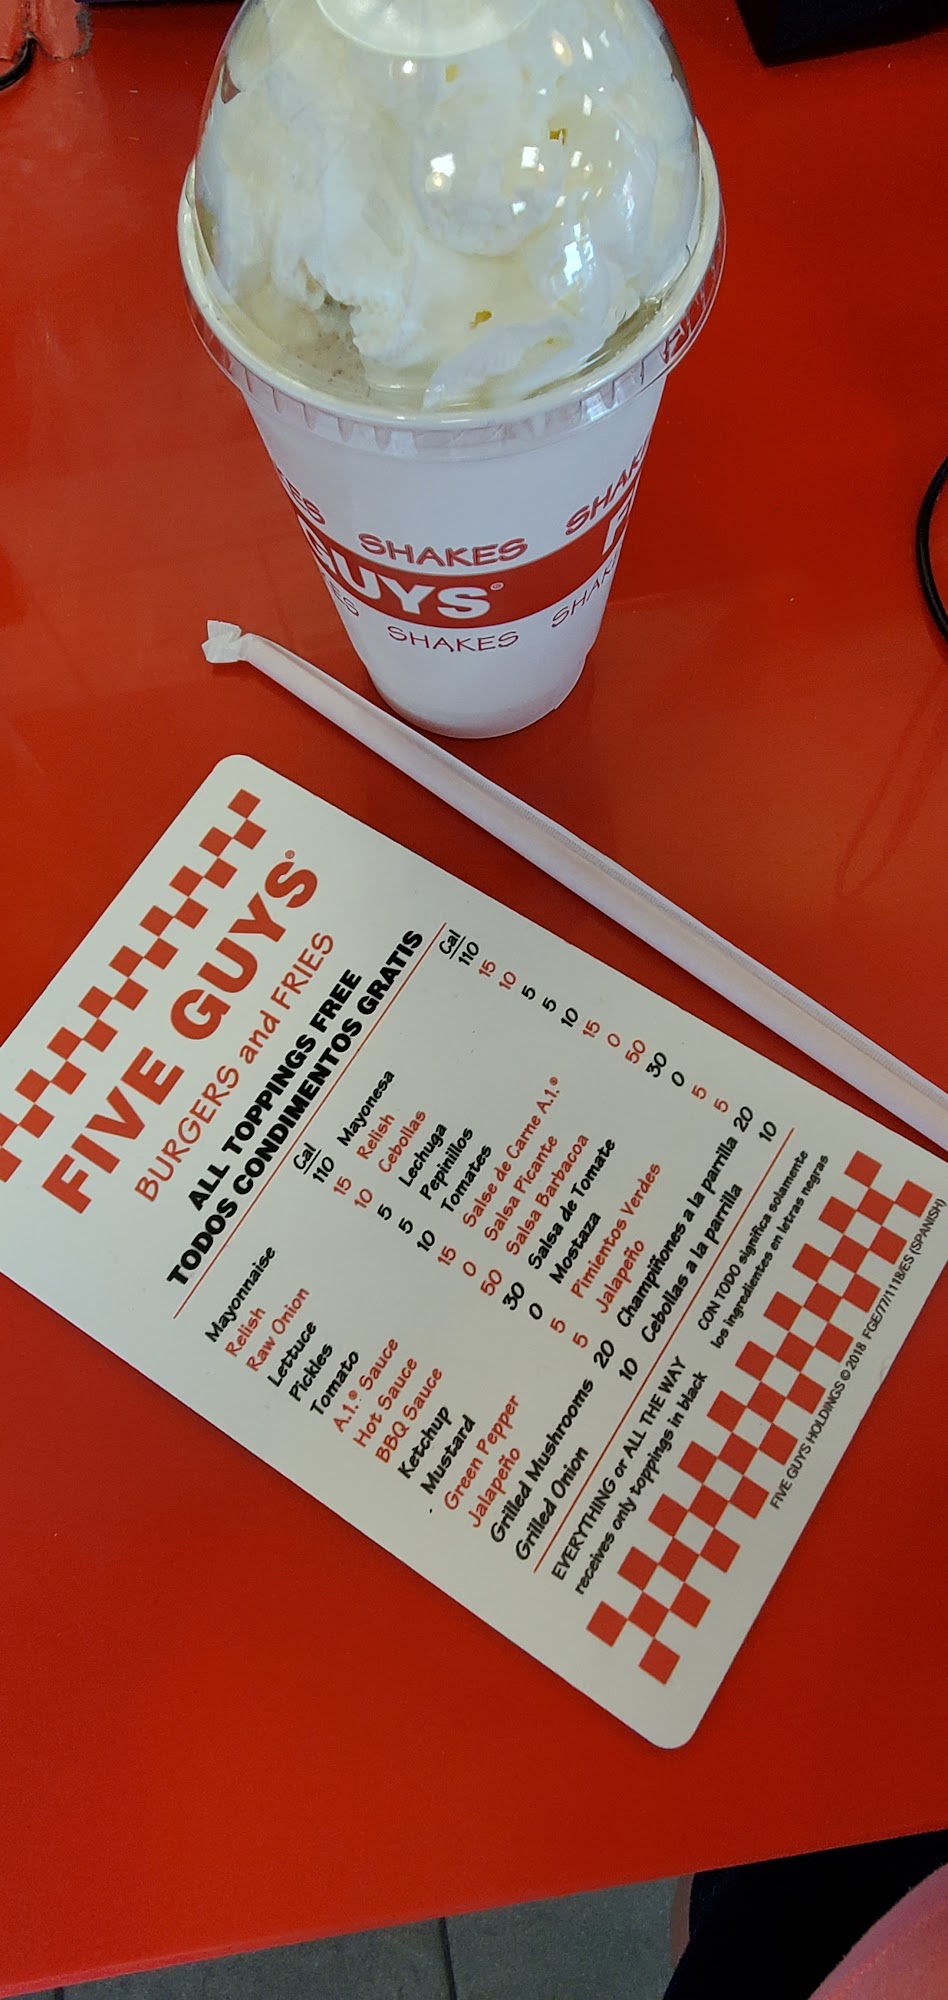 SHAKES
GUYS®
SHAKES
FIVE GUYS®
BURGERS and FRIES
ALL TOPPINGS FREE
TODOS CONDIMENTOS GRATIS
Cal Cal
Mayonnaise 110 Mayonesa 110
Relish 15 Relish 15
Raw Onion 10 Cebollas 10
Lettuce 5 Lechuga 5
Pickles 5 Pepinillos 5
Tomato 10 Tomates 10
A.1.® Sauce 15 Salse de Carne A.1.® 15
Hot Sauce 0 Salsa Picante 0
BBQ Sauce 50 Salsa Barbacoa 50
Ketchup 30 Salsa de Tomate 30
Mustard 0 Mostaza 0
Green Pepper 5 Pimientos Verdes 5
Jalapeño 5 Jalapeño 5
Grilled Mushrooms 20 Champiñones a la parrilla 20
Grilled Onion 10 Cebollas a la parrilla 10
EVERYTHING or ALL THE WAY CON TODO significa solamente
receives only toppings in black los ingredientes en letras negras
FIVE GUYS HOLDINGS © 2018 FGE/77/1118/ES (SPANISH)